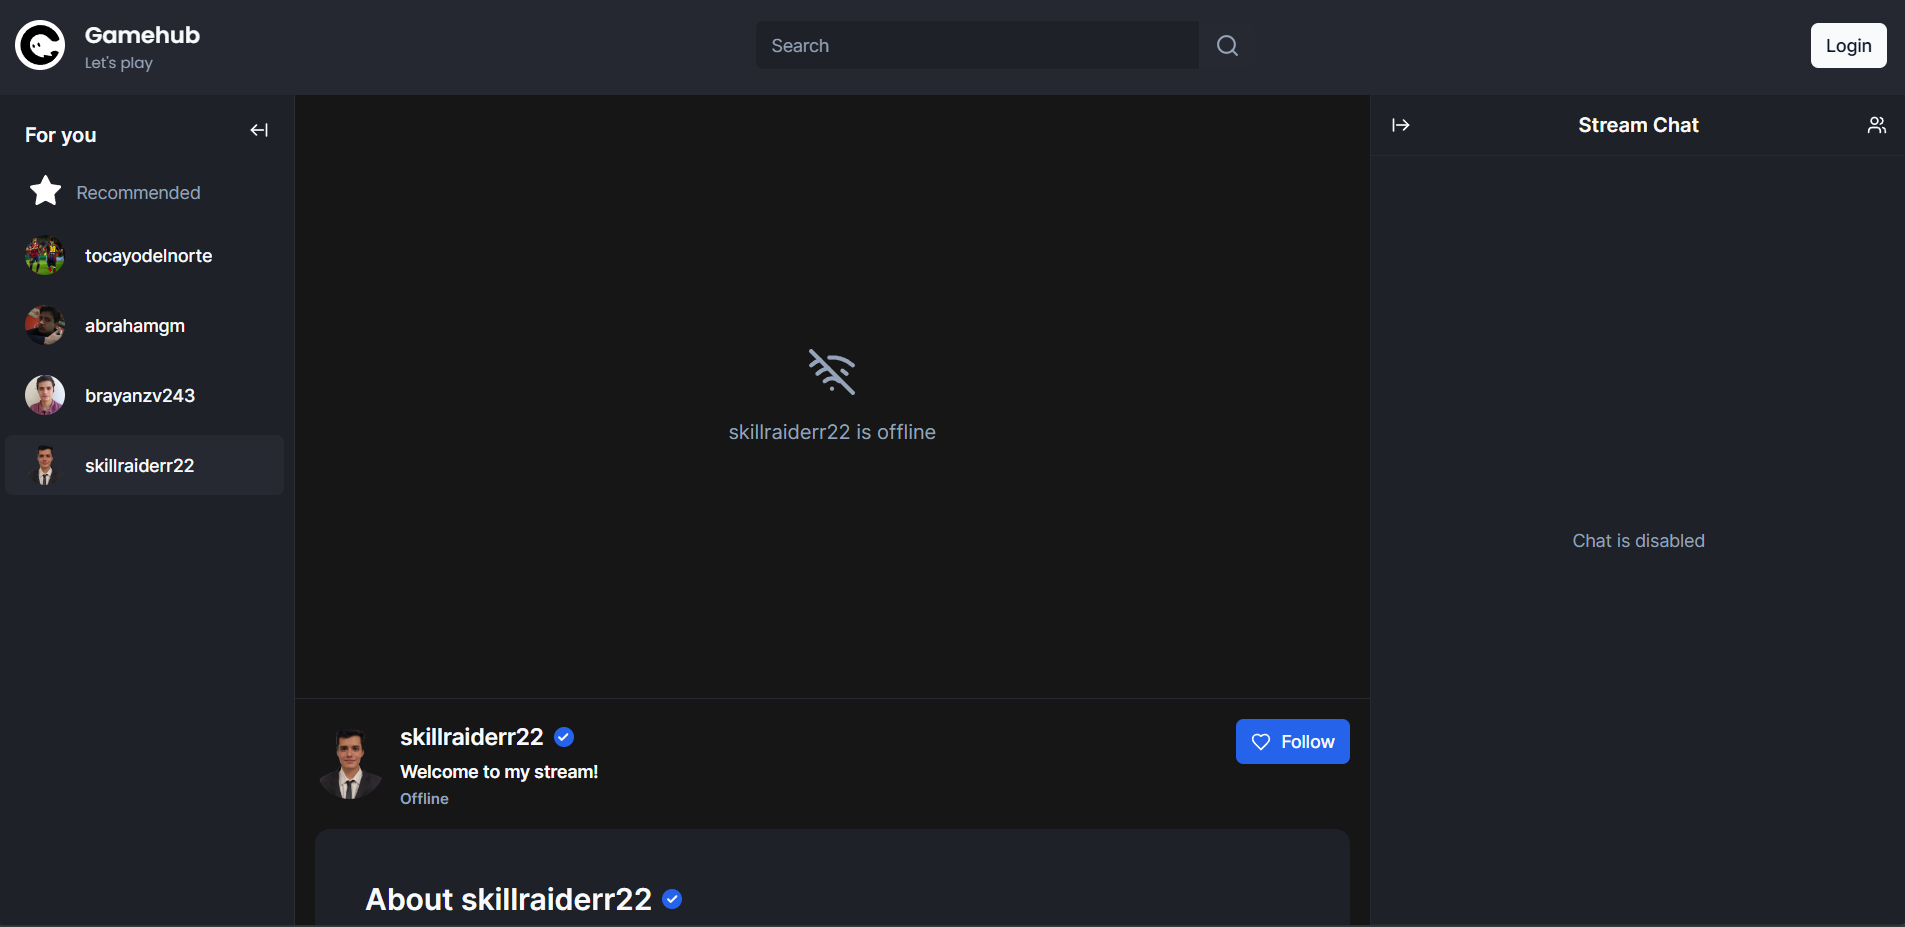 Gamehub
Let's play
Search
Login
For you
Recommended
tocayodelnorte
abrahamgm
brayanzv243
skillraiderr22
skillraiderr22 is offline
skillraiderr22
Welcome to my stream!
Offline
Follow
About skillraiderr22
Stream Chat
Chat is disabled